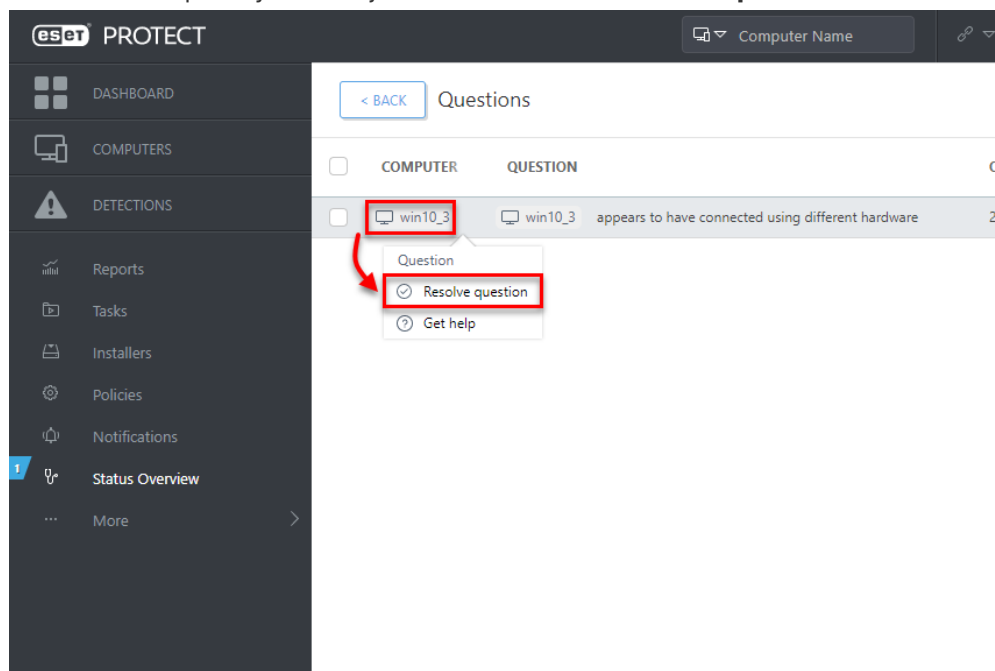 eset PROTECT
Computer Name
DASHBOARD
< BACK Questions
COMPUTERS
COMPUTER QUESTION
DETECTIONS
win10_3 win10_3 appears to have connected using different hardware 2
Question
Reports
Resolve question
Tasks
Get help
Installers
Policies
Notifications
1 Status Overview
... More